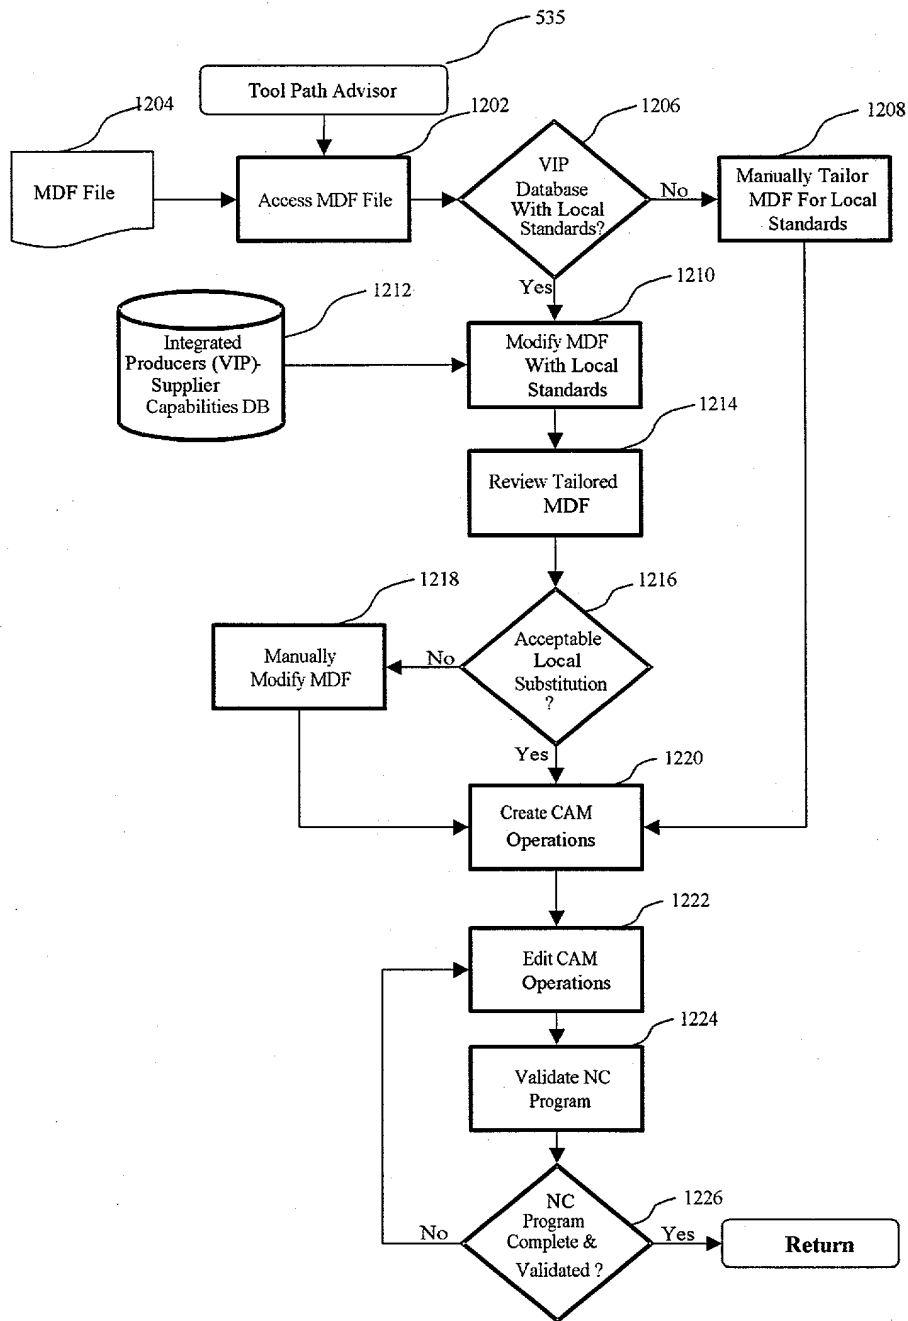 535
Tool Path Advisor
1204
1202
1206
1208
MDF File
Access MDF File
VIP
Database
With Local
Standards?
No
Manually Tailor
MDF For Local
Standards
Yes
1212
1210
Integrated
Producers (VIP)-
Supplier
Capabilities DB
Modify MDF
With Local
Standards
1214
Review Tailored
MDF
1218
1216
Manually
Modify MDF
No
Acceptable
Local
Substitution
?
Yes
1220
Create CAM
Operations
1222
Edit CAM
Operations
1224
Validate NC
Program
1226
No
NC
Program
Complete &
Validated ?
Yes
Return